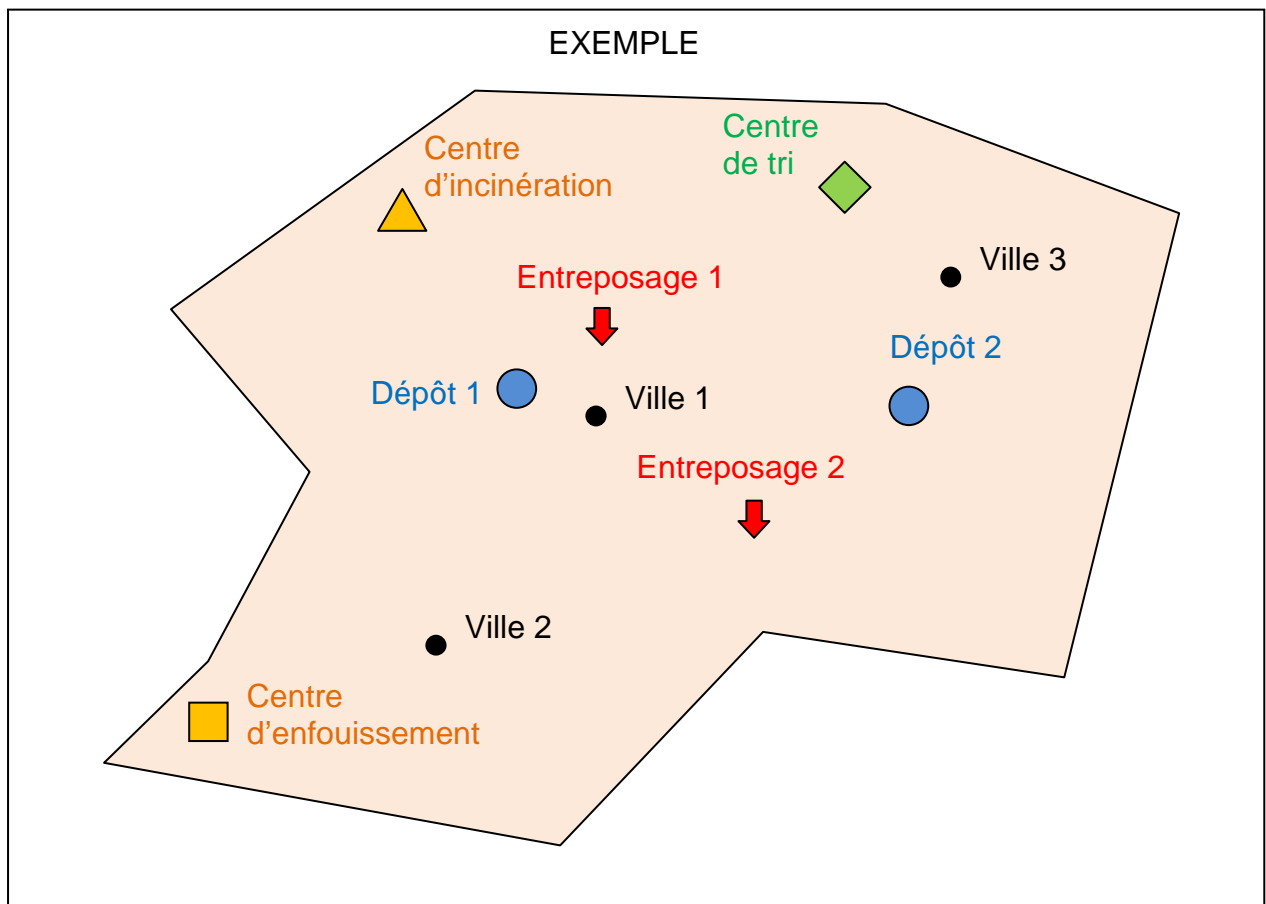 EXEMPLE
Centre
d’incinération
Centre
de tri
Ville 3
Entreposage 1
Dépôt 2
Dépôt 1
Ville 1
Entreposage 2
Ville 2
Centre
d’enfouissement